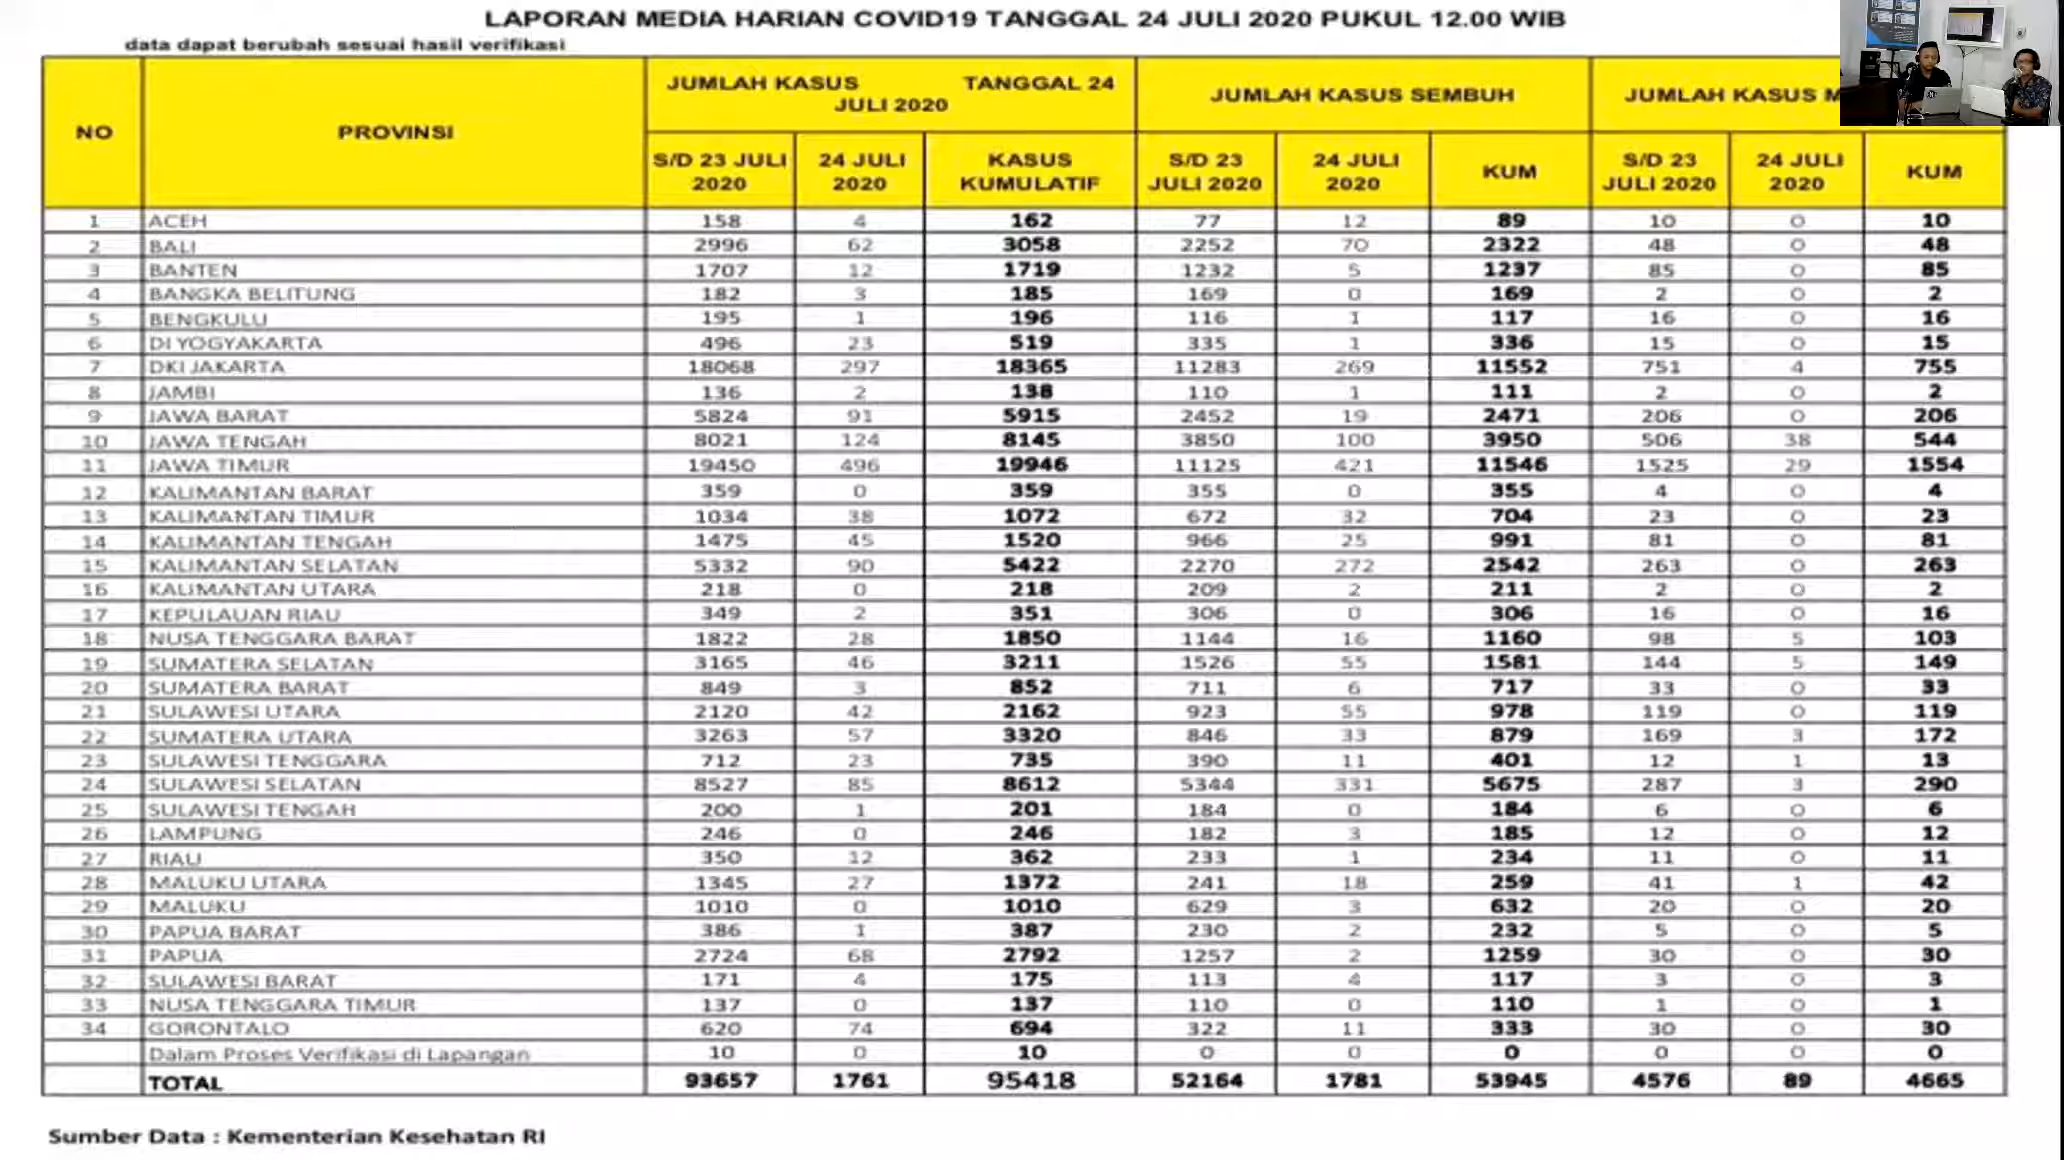 LAPORAN MEDIA HARIAN COVID19 TANGGAL 24 JULI 2020 PUKUL 12.00 WIB
data dapat berubah sesuai hasil verifikasi
NO PROVINSI JUMLAH KASUS TANGGAL 24 JULI 2020 JUMLAH KASUS SEMBUH JUMLAH KASUS M
S/D 23 JULI 2020 24 JULI 2020 KASUS KUMULATIF S/D 23 JULI 2020 24 JULI 2020 KUM S/D 23 JULI 2020 24 JULI 2020 KUM
1 ACEH 158 4 162 77 12 89 10 0 10
2 BALI 2996 62 3058 2252 70 2322 48 0 48
3 BANTEN 1707 12 1719 1232 5 1237 85 0 85
4 BANGKA BELITUNG 182 3 185 169 0 169 2 0 2
5 BENGKULU 195 1 196 116 1 117 16 0 16
6 DI YOGYAKARTA 496 23 519 335 1 336 15 0 15
7 DKI JAKARTA 18068 297 18365 11283 269 11552 751 4 755
8 JAMBI 136 2 138 110 1 111 2 0 2
9 JAWA BARAT 5824 91 5915 2452 19 2471 206 0 206
10 JAWA TENGAH 8021 124 8145 3850 100 3950 506 38 544
11 JAWA TIMUR 19450 496 19946 11125 421 11546 1525 29 1554
12 KALIMANTAN BARAT 359 0 359 355 0 355 4 0 4
13 KALIMANTAN TIMUR 1034 38 1072 672 32 704 23 0 23
14 KALIMANTAN TENGAH 1475 45 1520 966 25 991 81 0 81
15 KALIMANTAN SELATAN 5332 90 5422 2270 272 2542 263 0 263
16 KALIMANTAN UTARA 218 0 218 209 2 211 2 0 2
17 KEPULAUAN RIAU 349 2 351 306 0 306 16 0 16
18 NUSA TENGGARA BARAT 1822 28 1850 1144 16 1160 98 5 103
19 SUMATERA SELATAN 3165 46 3211 1526 55 1581 144 5 149
20 SUMATERA BARAT 849 3 852 711 6 717 33 0 33
21 SULAWESI UTARA 2120 42 2162 923 55 978 119 0 119
22 SUMATERA UTARA 3263 57 3320 846 33 879 169 3 172
23 SULAWESI TENGGARA 712 23 735 390 11 401 12 1 13
24 SULAWESI SELATAN 8527 85 8612 5344 331 5675 287 3 290
25 SULAWESI TENGAH 200 1 201 184 0 184 6 0 6
26 LAMPUNG 246 0 246 182 3 185 12 0 12
27 RIAU 350 12 362 233 1 234 11 0 11
28 MALUKU UTARA 1345 27 1372 241 18 259 41 1 42
29 MALUKU 1010 0 1010 629 3 632 20 0 20
30 PAPUA BARAT 386 1 387 230 2 232 5 0 5
31 PAPUA 2724 68 2792 1257 2 1259 30 0 30
32 SULAWESI BARAT 171 4 175 113 4 117 3 0 3
33 NUSA TENGGARA TIMUR 137 0 137 110 0 110 1 0 1
34 GORONTALO 620 74 694 322 11 333 30 0 30
Dalam Proses Verifikasi di Lapangan 10 0 10 0 0 0 0 0 0
TOTAL 93657 1761 95418 52164 1781 53945 4576 89 4665
Sumber Data : Kementerian Kesehatan RI